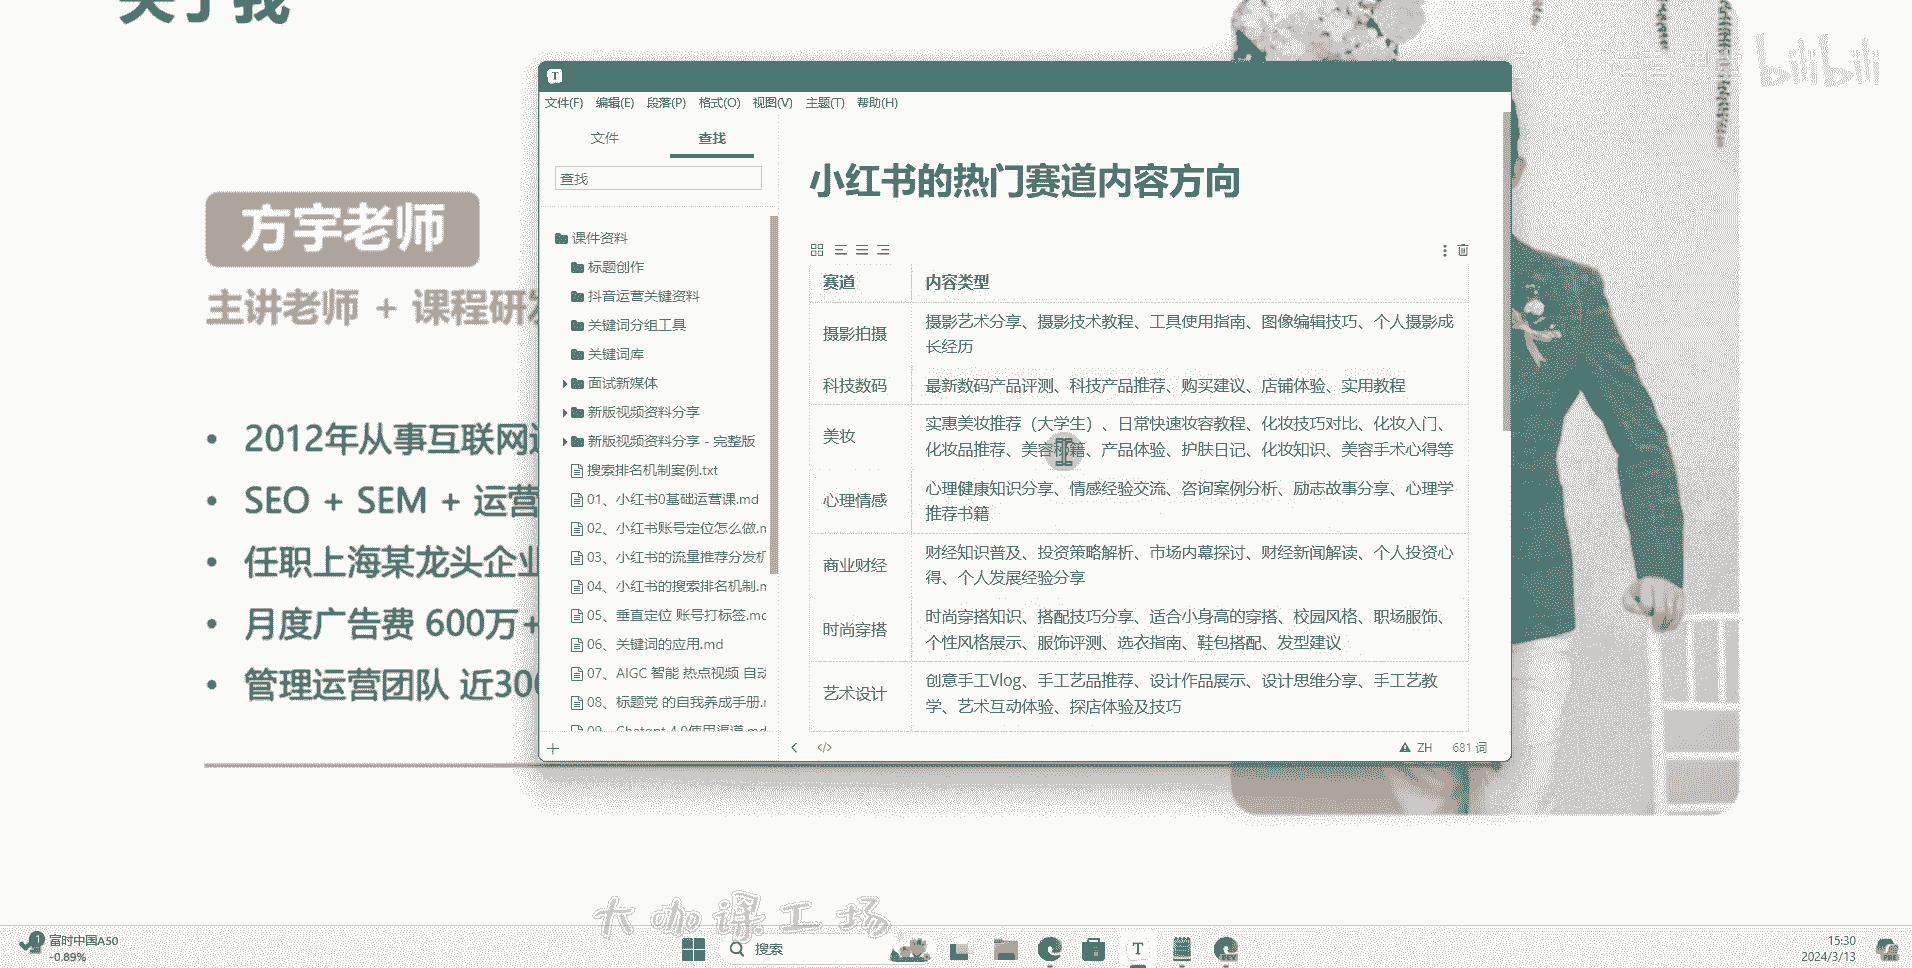 关于我
bilibili
方宇老师
主讲老师 + 课程研发
• 2012年从事互联网
• SEO + SEM + 运营
• 任职上海某龙头企业
• 月度广告费 600万+
• 管理运营团队 近300
文件(F) 编辑(E) 段落(P) 格式(O) 视图(V) 主题(T) 帮助(H)
文件 查找
查找
课件资料
标题创作
抖音运营关键资料
关键词分组工具
关键词库
面试新媒体
新版视频资料分享
新版视频资料分享 - 完整版
搜索排名机制案例.txt
01、小红书0基础运营课.md
02、小红书账号定位怎么做.m
03、小红书的流量推荐分发机
04、小红书的搜索排名机制.m
05、垂直定位 账号打标签.mc
06、关键词的应用.md
07、AIGC 智能 热点视频 自动
08、标题党 的自我养成手册.r
09、Chatgpt 4.0使用渠道.md
小红书的热门赛道内容方向
赛道 内容类型
摄影拍摄 摄影艺术分享、摄影技术教程、工具使用指南、图像编辑技巧、个人摄影成
长经历
科技数码 最新数码产品评测、科技产品推荐、购买建议、店铺体验、实用教程
美妆 实惠美妆推荐（大学生）、日常快速妆容教程、化妆技巧对比、化妆入门、
化妆品推荐、美容秘籍、产品体验、护肤日记、化妆知识、美容手术心得等
心理情感 心理健康知识分享、情感经验交流、咨询案例分析、励志故事分享、心理学
推荐书籍
商业财经 财经知识普及、投资策略解析、市场内幕探讨、财经新闻解读、个人投资心
得、个人发展经验分享
时尚穿搭 时尚穿搭知识、搭配技巧分享、适合小身高的穿搭、校园风格、职场服饰、
个性风格展示、服饰评测、选衣指南、鞋包搭配、发型建议
艺术设计 创意手工Vlog、手工艺品推荐、设计作品展示、设计思维分享、手工艺教
学、艺术互动体验、探店体验及技巧
ZH 681 词
大咖课工场
富时中国A50
-0.89%
搜索
15:30
2024/3/13